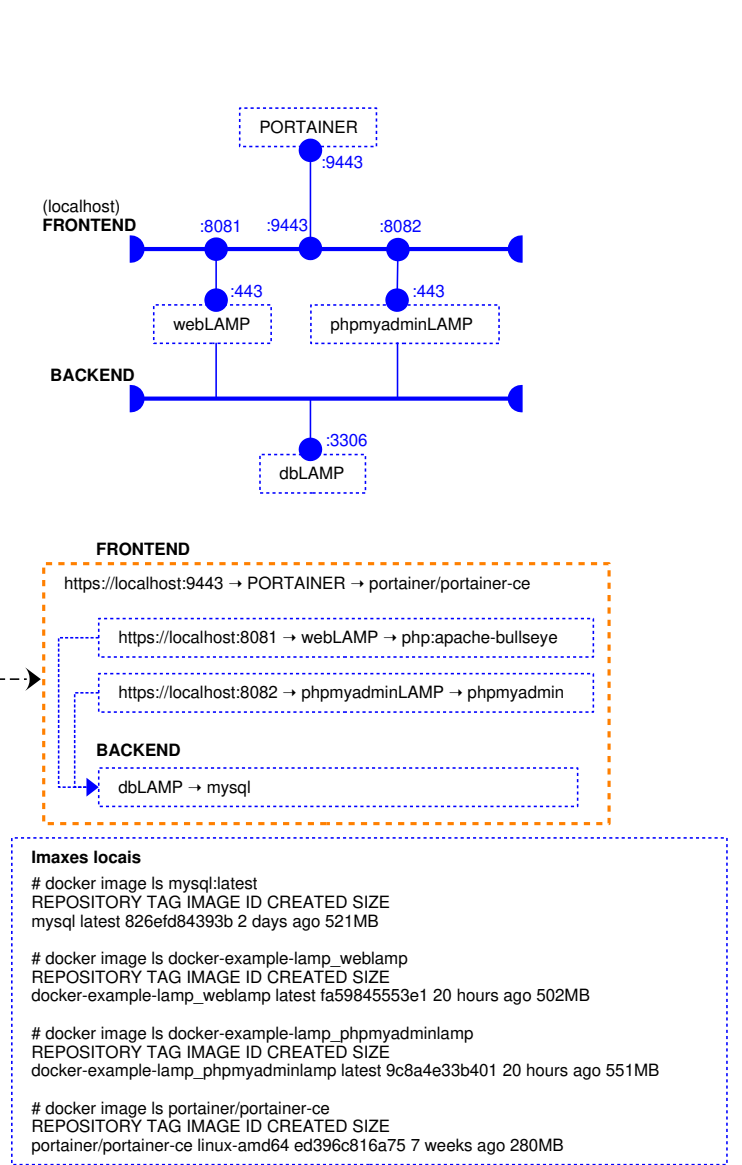 PORTAINER
:9443
(localhost)
FRONTEND
:8081
:9443
:8082
:443
:443
webLAMP
phpmyadminLAMP
BACKEND
:3306
dbLAMP
FRONTEND
https://localhost:9443 → PORTAINER → portainer/portainer-ce
https://localhost:8081 → webLAMP → php:apache-bullseye
https://localhost:8082 → phpmyadminLAMP → phpmyadmin
BACKEND
dbLAMP → mysql
Imaxes locais
# docker image ls mysql:latest
REPOSITORY TAG IMAGE ID CREATED SIZE
mysql latest 826efd84393b 2 days ago 521MB
# docker image ls docker-example-lamp_weblamp
REPOSITORY TAG IMAGE ID CREATED SIZE
docker-example-lamp_weblamp latest fa59845553e1 20 hours ago 502MB
# docker image ls docker-example-lamp_phpmyadminlamp
REPOSITORY TAG IMAGE ID CREATED SIZE
docker-example-lamp_phpmyadminlamp latest 9c8a4e33b401 20 hours ago 551MB
# docker image ls portainer/portainer-ce
REPOSITORY TAG IMAGE ID CREATED SIZE
portainer/portainer-ce linux-amd64 ed396c816a75 7 weeks ago 280MB